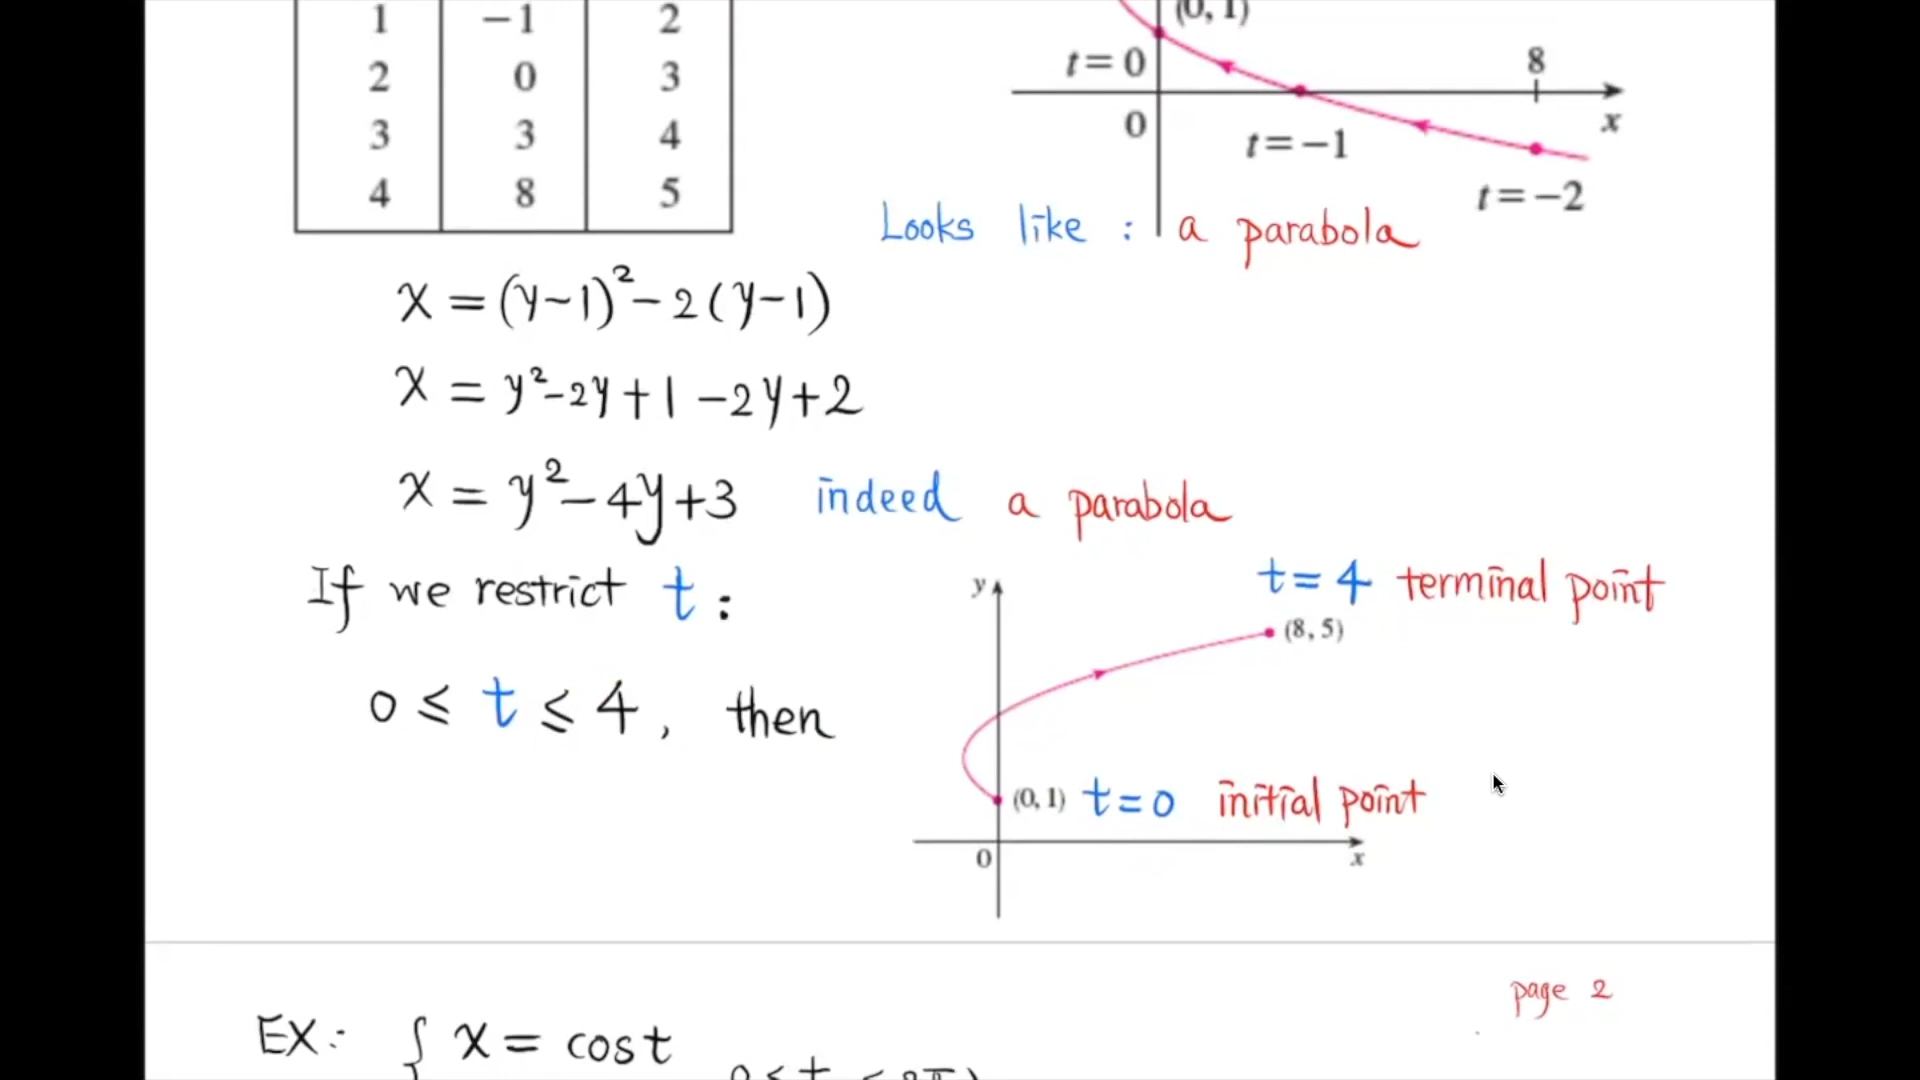 1 −1 2
2 0 3
3 3 4
4 8 5
(0, 1)
t = 0
8
0
x
t = −1
t = −2
Looks like : a parabola
x = (y−1)² − 2(y−1)
x = y² − 2y + 1 − 2y + 2
x = y² − 4y + 3 indeed a parabola
If we restrict t :
0 ≤ t ≤ 4 , then
y
t = 4 terminal point
(8, 5)
(0, 1) t = 0 initial point
0
x
page 2
EX: { x = cos t